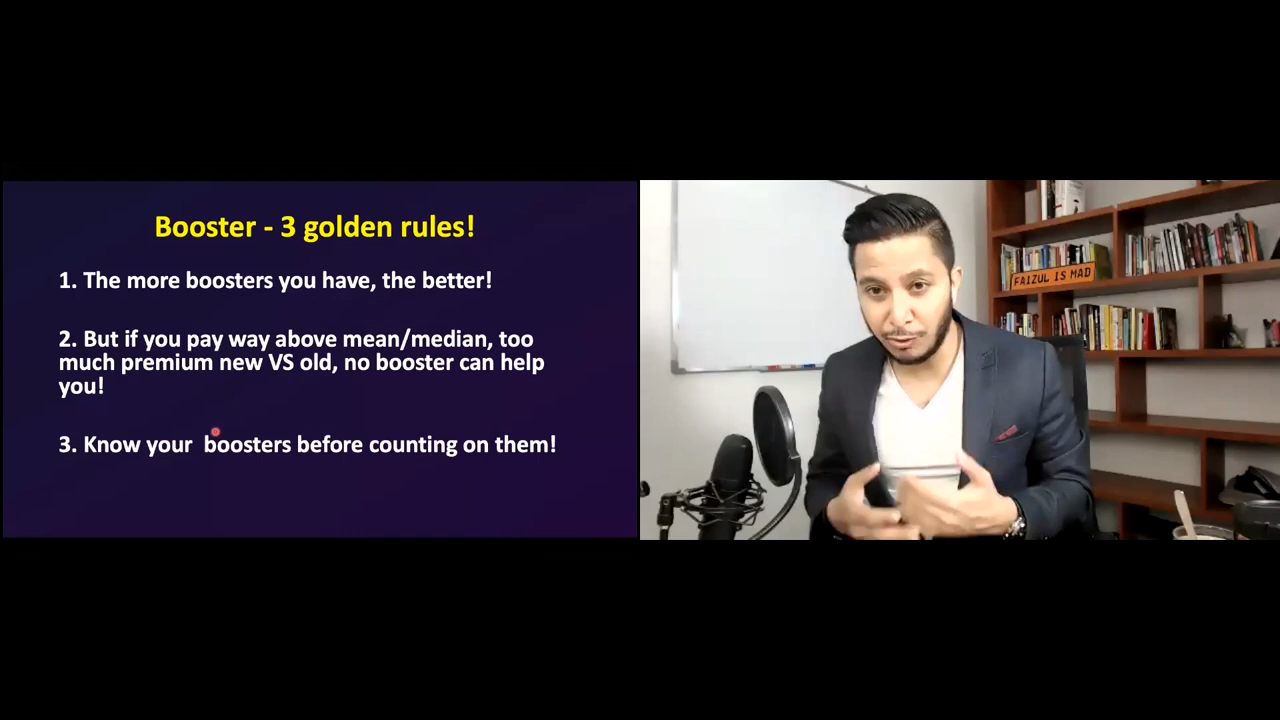 Booster - 3 golden rules!
1. The more boosters you have, the better!
2. But if you pay way above mean/median, too
much premium new VS old, no booster can help
you!
3. Know your  boosters before counting on them!
FAIZUL IS MAD